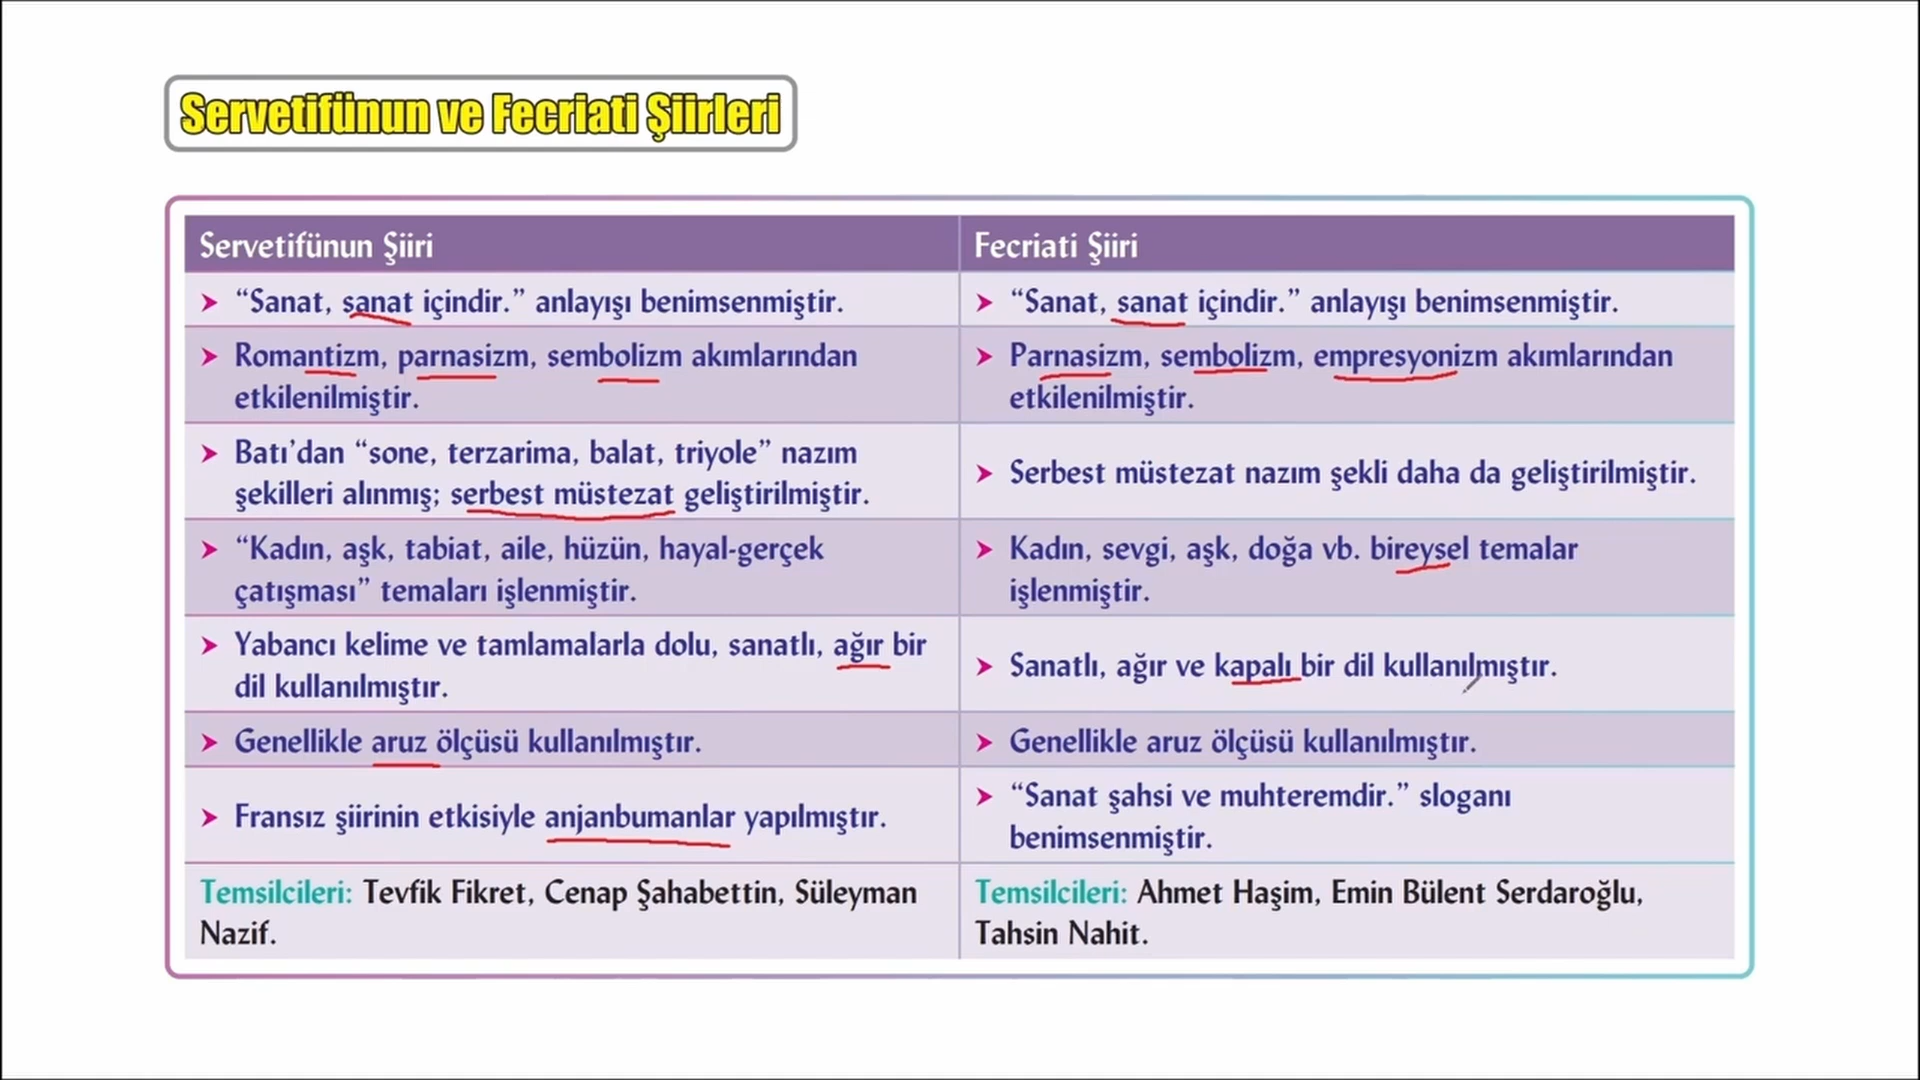 Servetifünun ve Fecriati Şiirleri
Servetifünun Şiiri
Fecriati Şiiri
“Sanat, sanat içindir.” anlayışı benimsenmiştir.
“Sanat, sanat içindir.” anlayışı benimsenmiştir.
Romantizm, parnasizm, sembolizm akımlarından
etkilenilmiştir.
Parnasizm, sembolizm, empresyonizm akımlarından
etkilenilmiştir.
Batı’dan “sone, terzarima, balat, triyole” nazım
şekilleri alınmış; serbest müstezat geliştirilmiştir.
Serbest müstezat nazım şekli daha da geliştirilmiştir.
“Kadın, aşk, tabiat, aile, hüzün, hayal-gerçek
çatışması” temaları işlenmiştir.
Kadın, sevgi, aşk, doğa vb. bireysel temalar
işlenmiştir.
Yabancı kelime ve tamlamalarla dolu, sanatlı, ağır bir
dil kullanılmıştır.
Sanatlı, ağır ve kapalı bir dil kullanılmıştır.
Genellikle aruz ölçüsü kullanılmıştır.
Genellikle aruz ölçüsü kullanılmıştır.
Fransız şiirinin etkisiyle anjanbumanlar yapılmıştır.
“Sanat şahsi ve muhteremdir.” sloganı
benimsenmiştir.
Temsilcileri: Tevfik Fikret, Cenap Şahabettin, Süleyman
Nazif.
Temsilcileri: Ahmet Haşim, Emin Bülent Serdaroğlu,
Tahsin Nahit.